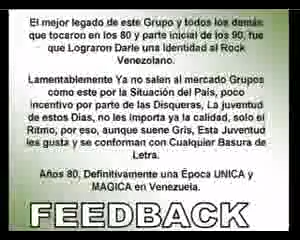 El mejor legado de este Grupo y todos los demás
que tocaron en los 80 y parte inicial de los 90, fue
que Lograron Darle una Identidad al Rock
Venezolano.
Lamentablemente Ya no salen al mercado Grupos
como este por la Situación del País, poco
incentivo por parte de las Disqueras, La juventud
de estos Días, no les importa ya la calidad, solo el
Ritmo, por eso, aunque suene Gris, Esta Juventud
les gusta y se conforman con Cualquier Basura de
Letra.
Años 80, Definitivamente una Época UNICA y
MAGICA en Venezuela.
FEEDBACK